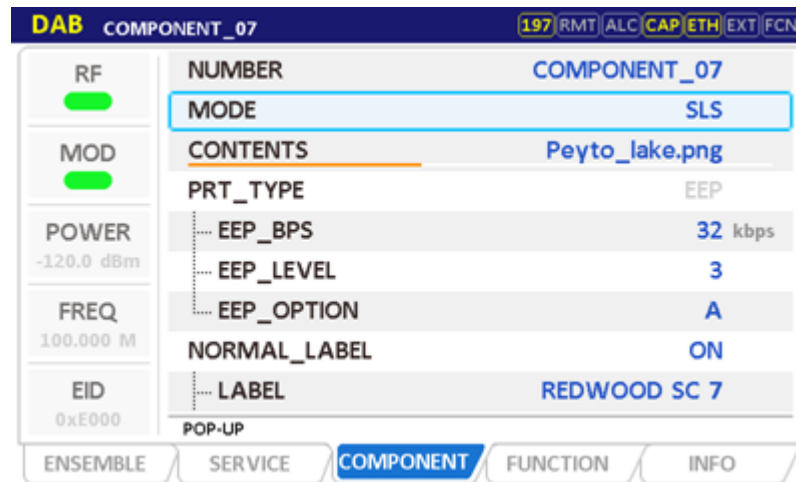 DAB COMPONENT_07 197 RMT ALC CAP ETH EXT FCN
RF
MOD
POWER
-120.0 dBm
FREQ
100.000 M
EID
0xE000
NUMBER COMPONENT_07
MODE SLS
CONTENTS Peyto_lake.png
PRT_TYPE EEP
EEP_BPS 32 kbps
EEP_LEVEL 3
EEP_OPTION A
NORMAL_LABEL ON
LABEL REDWOOD SC 7
POP-UP
ENSEMBLE SERVICE COMPONENT FUNCTION INFO